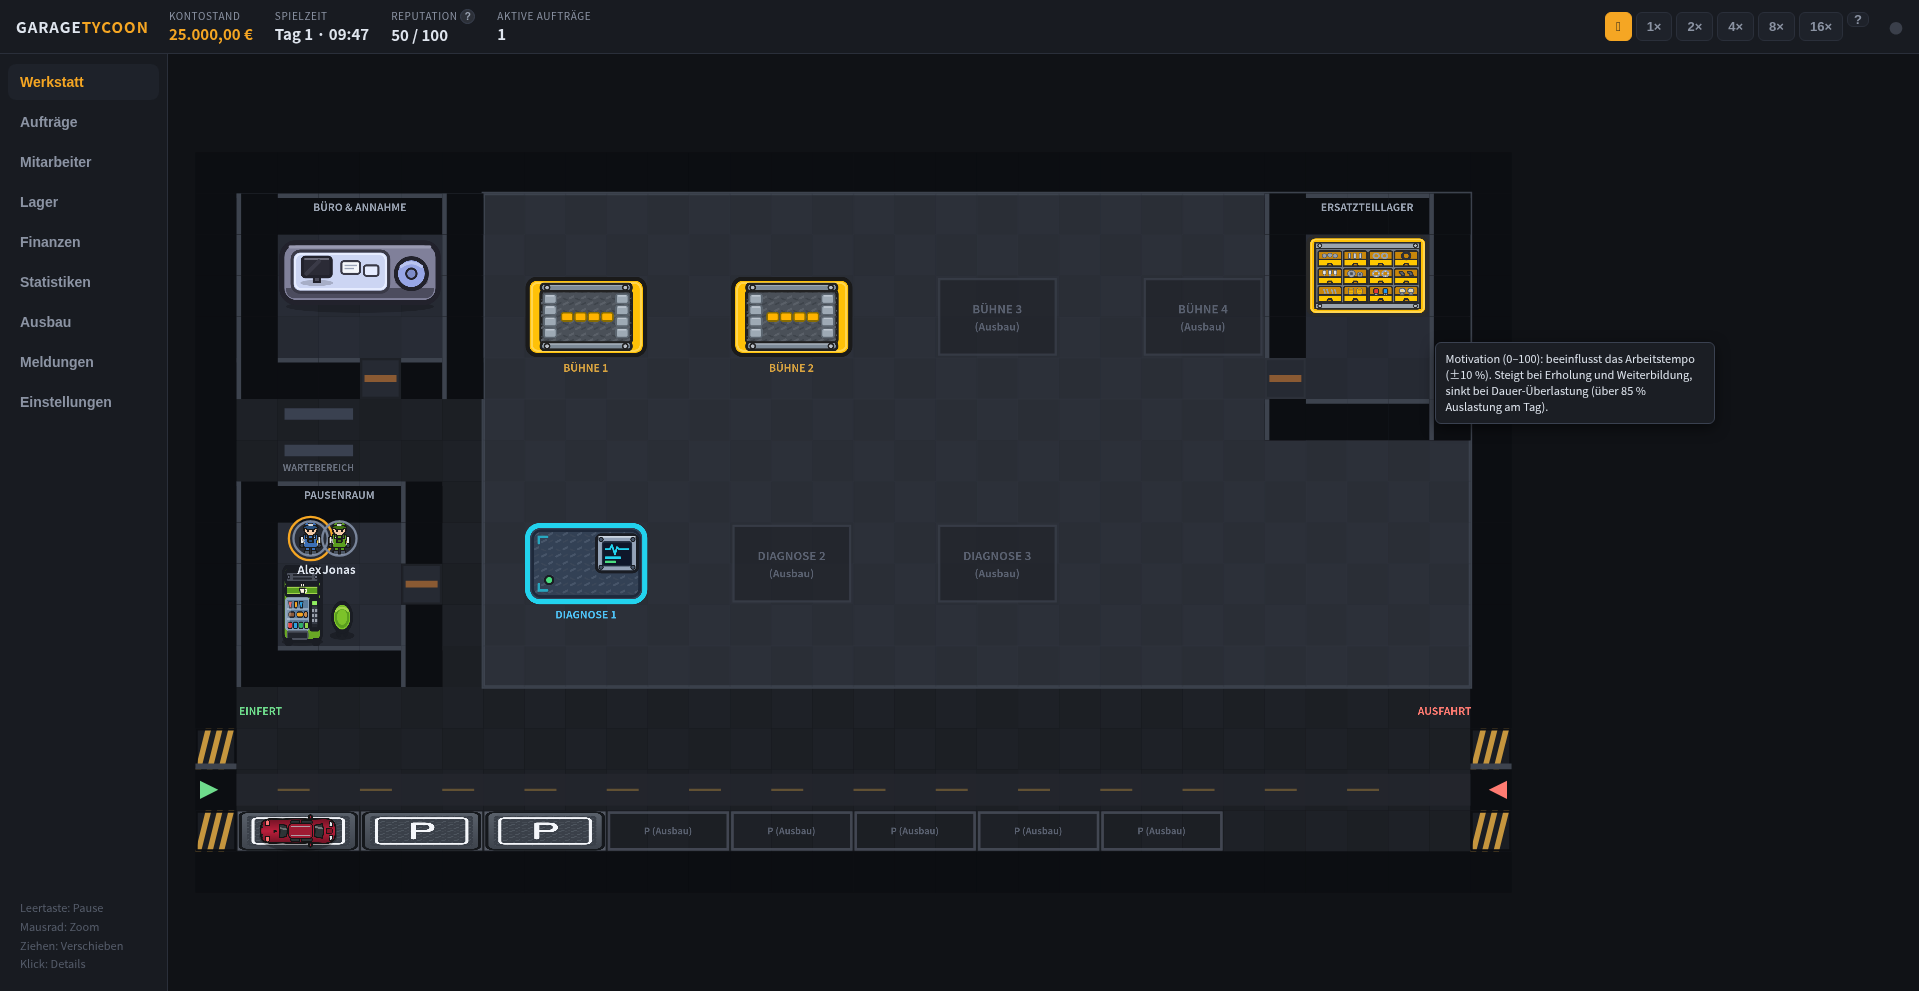 GARAGETYCOON
KONTOSTAND
25.000,00 €
SPIELZEIT
Tag 1 · 09:47
REPUTATION ?
50 / 100
AKTIVE AUFTRÄGE
1
1×
2×
4×
8×
16×
?
Werkstatt
Aufträge
Mitarbeiter
Lager
Finanzen
Statistiken
Ausbau
Meldungen
Einstellungen
BÜRO & ANNAHME
ERSATZTEILLAGER
BÜHNE 1
BÜHNE 2
BÜHNE 3
(Ausbau)
BÜHNE 4
(Ausbau)
Motivation (0–100): beeinflusst das Arbeitstempo
(±10 %). Steigt bei Erholung und Weiterbildung,
sinkt bei Dauer-Überlastung (über 85 %
Auslastung am Tag).
WARTEBEREICH
PAUSENRAUM
Alex
Jonas
DIAGNOSE 1
DIAGNOSE 2
(Ausbau)
DIAGNOSE 3
(Ausbau)
EINFERT
AUSFAHRT
P
P
P (Ausbau)
P (Ausbau)
P (Ausbau)
P (Ausbau)
P (Ausbau)
Leertaste: Pause
Mausrad: Zoom
Ziehen: Verschieben
Klick: Details